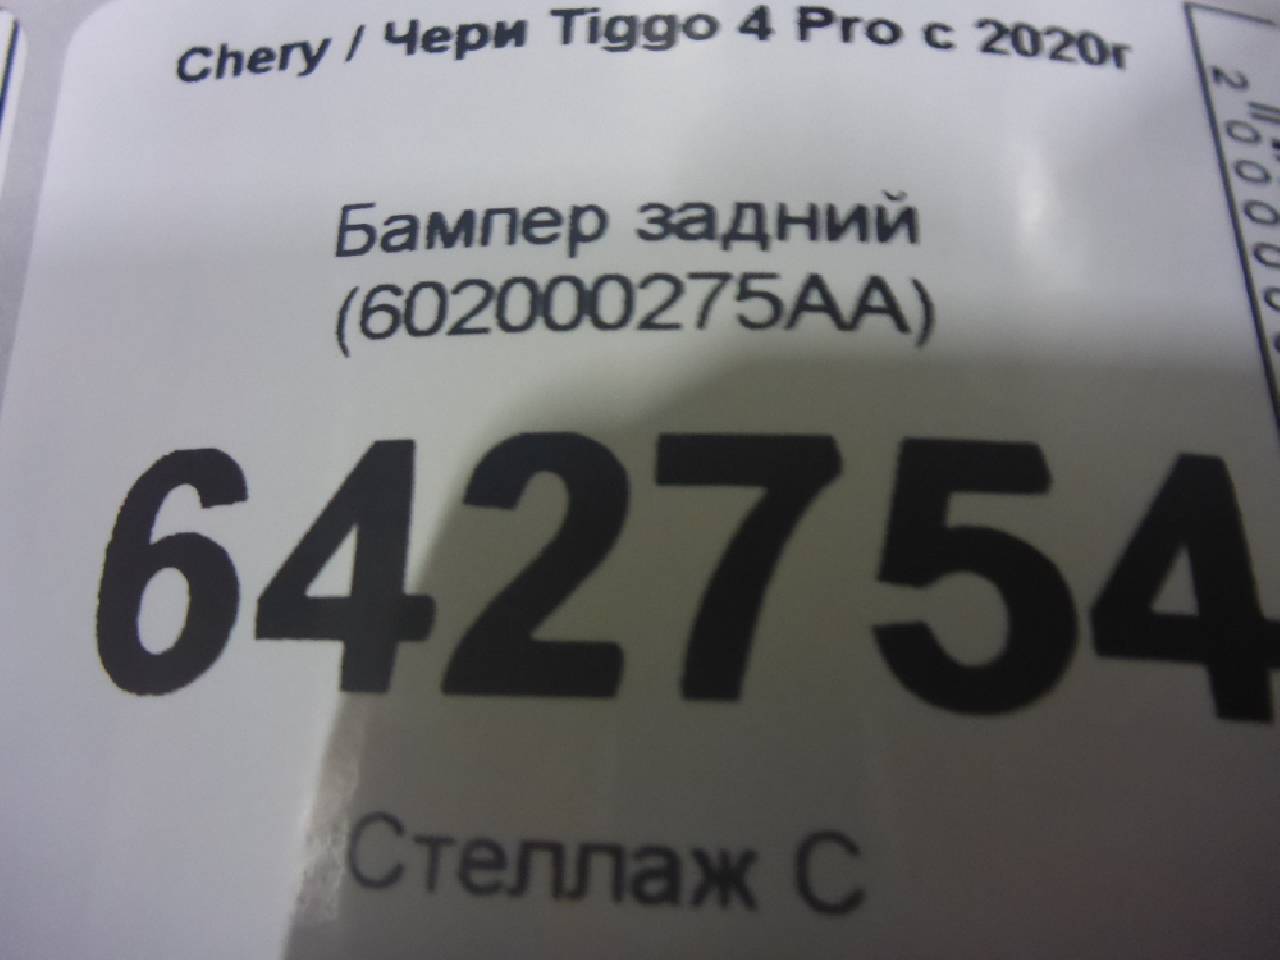 Chery / Чери Tiggo 4 Pro с 2020г
Бампер задний
(602000275AA)
642754
Стеллаж С